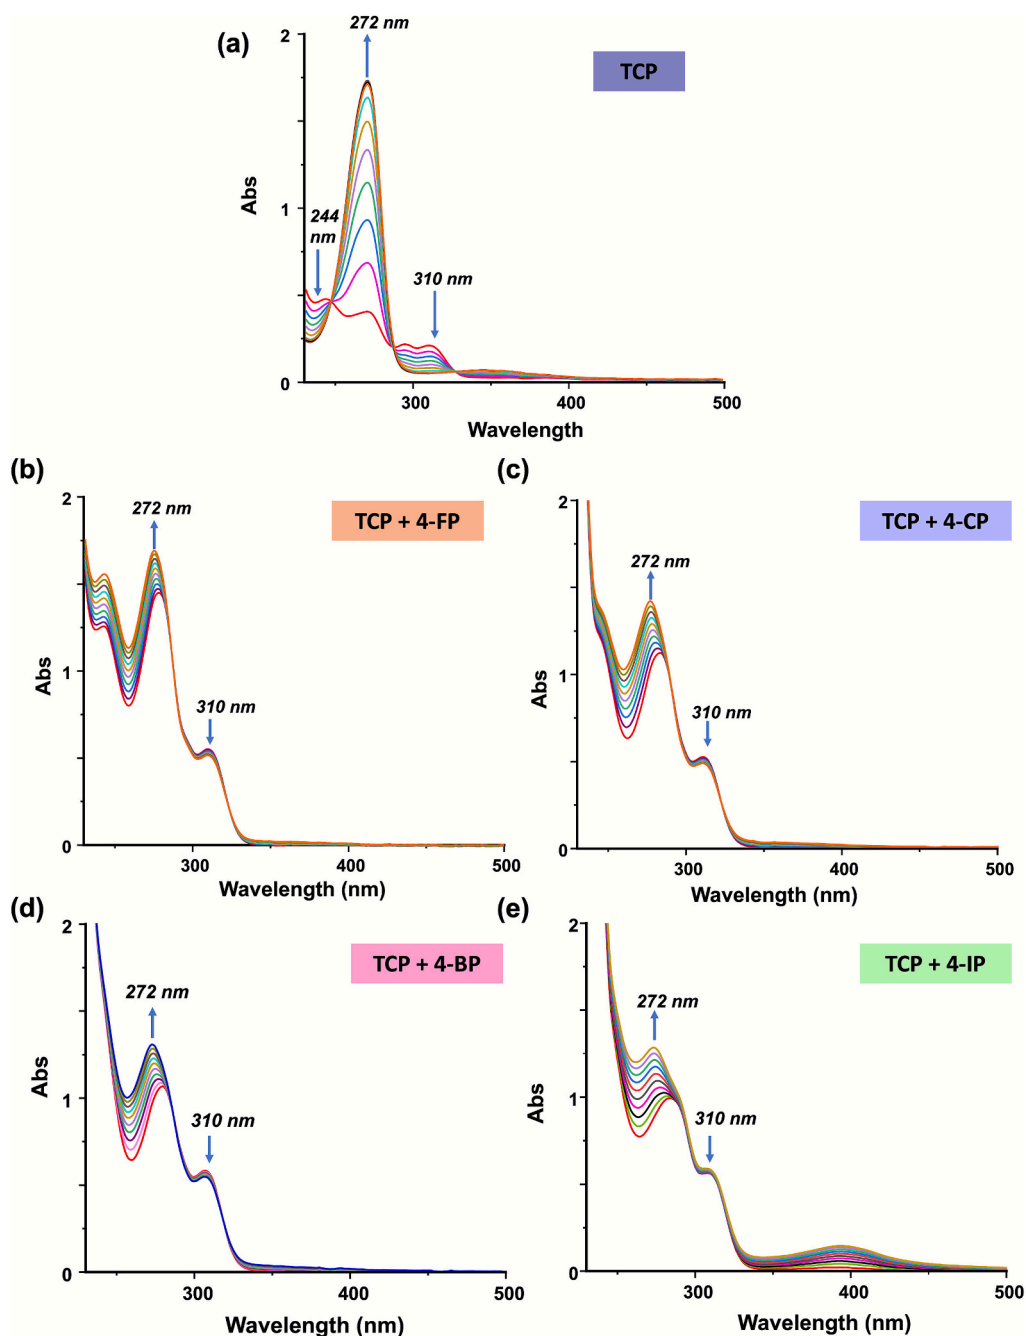 (a)
272 nm
TCP
2
244
nm
310 nm
1
0
Abs
300
400
500
Wavelength
(b)
272 nm
TCP + 4-FP
2
310 nm
1
0
Abs
300
400
500
Wavelength (nm)
(c)
272 nm
TCP + 4-CP
2
310 nm
1
0
Abs
300
400
500
Wavelength (nm)
(d)
272 nm
TCP + 4-BP
2
310 nm
1
0
Abs
300
400
500
Wavelength (nm)
(e)
272 nm
TCP + 4-IP
2
310 nm
1
0
Abs
300
400
500
Wavelength (nm)